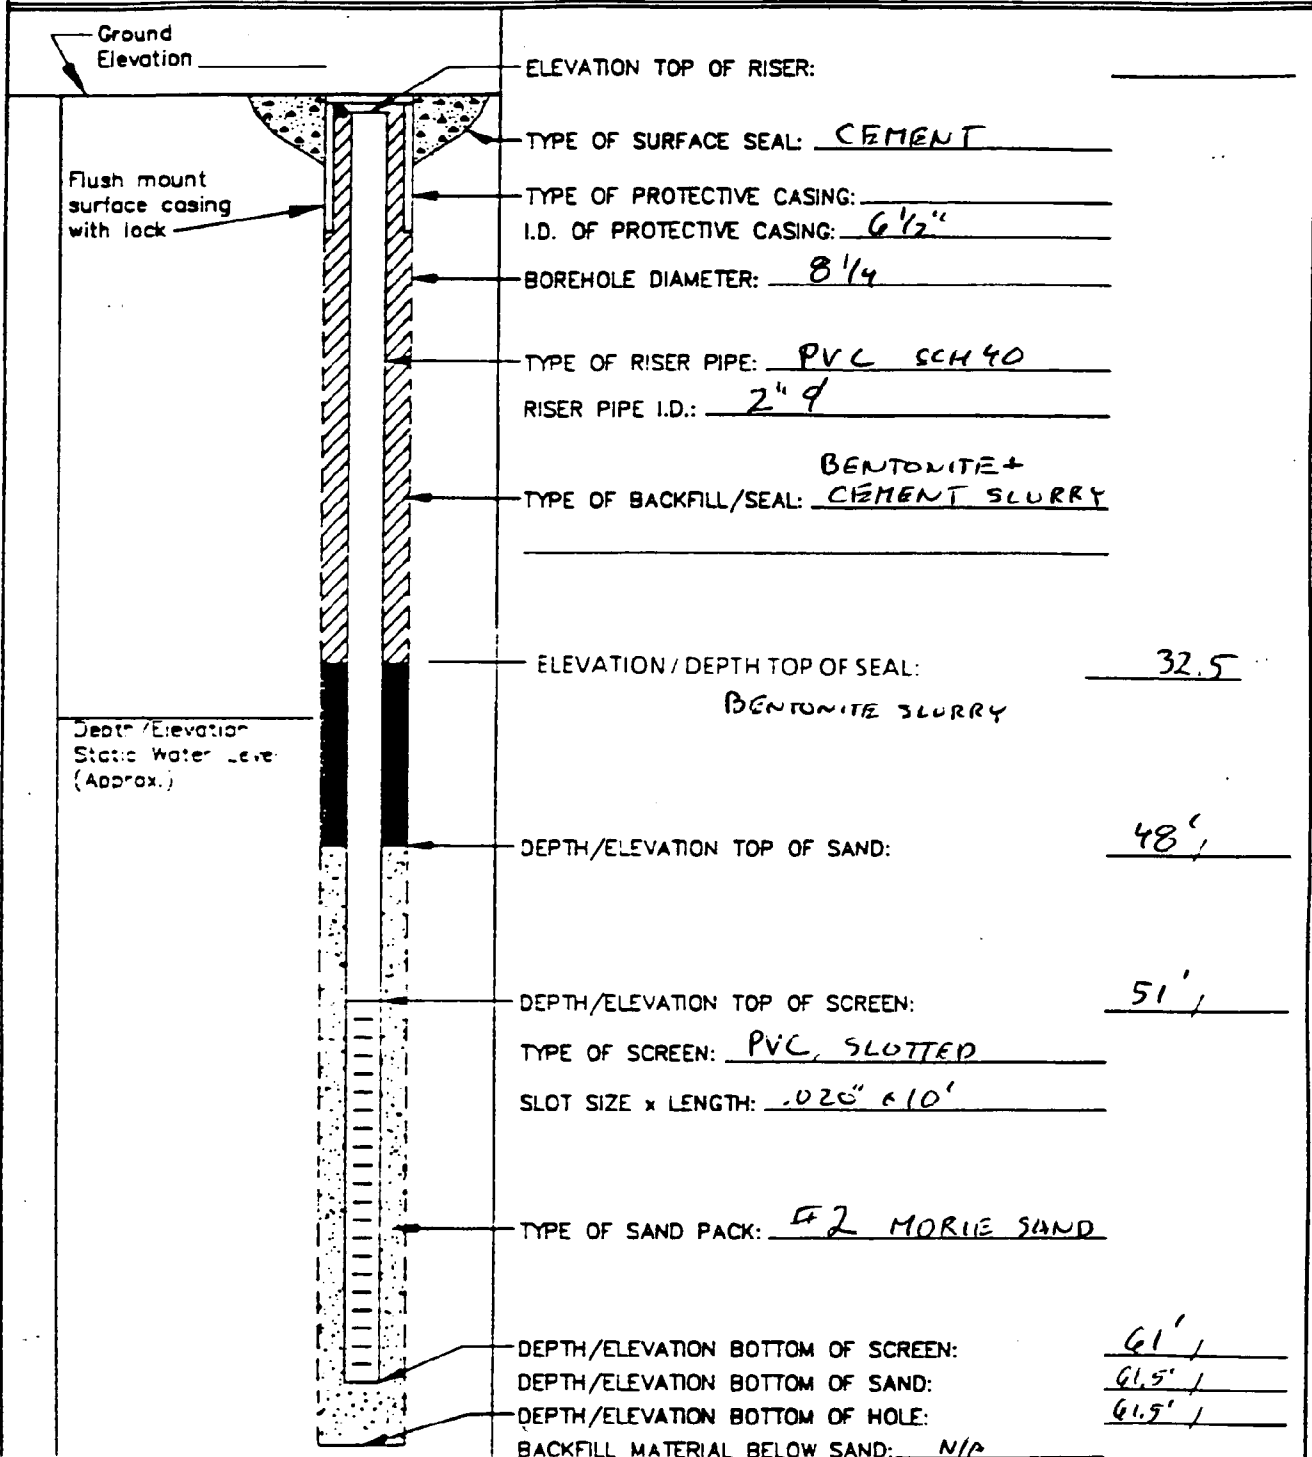 Ground
Elevation
ELEVATION TOP OF RISER:
TYPE OF SURFACE SEAL: CEMENT
Flush mount
surface casing
with lock
TYPE OF PROTECTIVE CASING:
I.D. OF PROTECTIVE CASING: 6 1/2"
BOREHOLE DIAMETER: 8 1/4
TYPE OF RISER PIPE: PVC SCH 40
RISER PIPE I.D.: 2"
BENTONITE +
TYPE OF BACKFILL/SEAL: CEMENT SLURRY
ELEVATION / DEPTH TOP OF SEAL: 32.5
BENTONITE SLURRY
Depth/Elevation
Static Water Level
(Approx.)
DEPTH/ELEVATION TOP OF SAND: 48' /
DEPTH/ELEVATION TOP OF SCREEN: 51' /
TYPE OF SCREEN: PVC, SLOTTED
SLOT SIZE x LENGTH: .020" x 10'
TYPE OF SAND PACK: #2 MORIE SAND
DEPTH/ELEVATION BOTTOM OF SCREEN: 61' /
DEPTH/ELEVATION BOTTOM OF SAND: 61.5' /
DEPTH/ELEVATION BOTTOM OF HOLE: 61.5' /
BACKFILL MATERIAL BELOW SAND: N/A